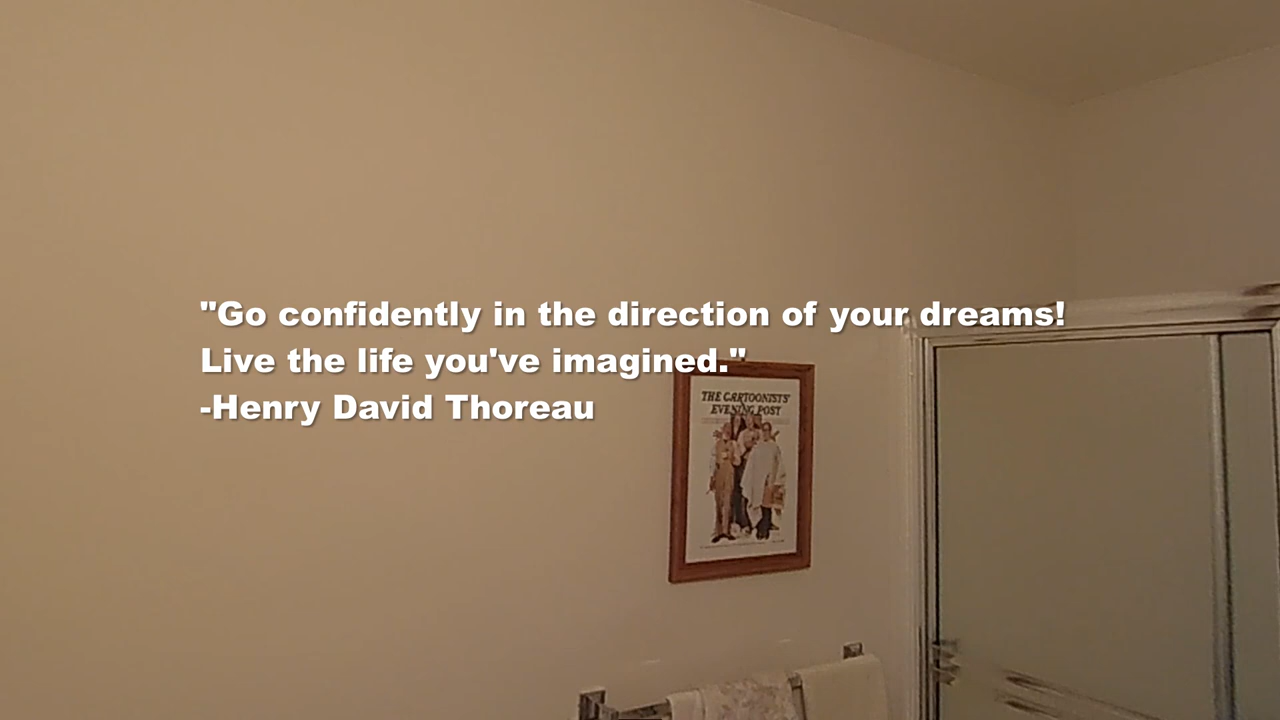 "Go confidently in the direction of your dreams!
Live the life you've imagined."
-Henry David Thoreau
THE CARTOONISTS'
EVENING POST